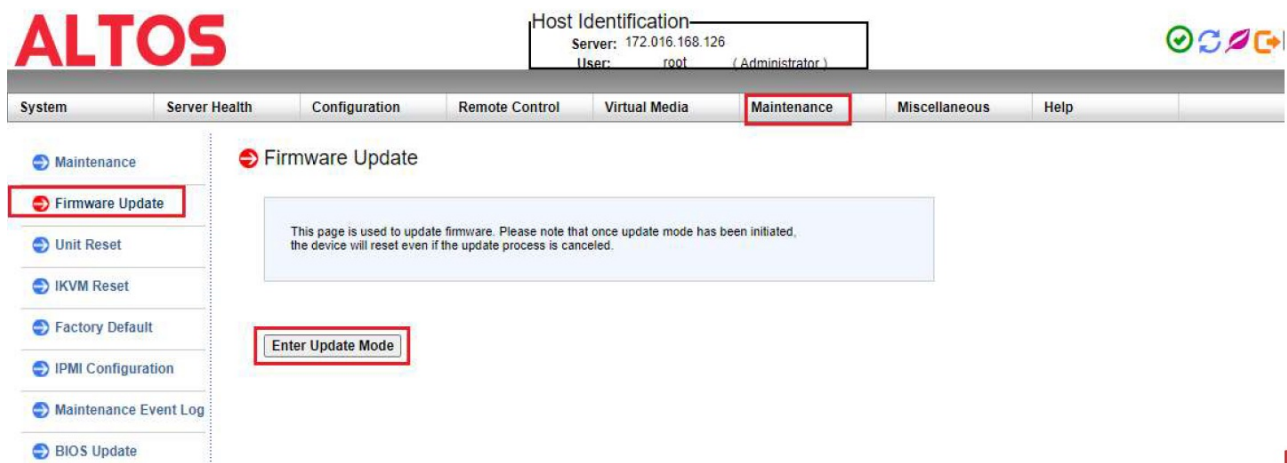 ALTOS
Host Identification
Server: 172.016.168.126
User: root ( Administrator )
System Server Health Configuration Remote Control Virtual Media Maintenance Miscellaneous Help
Maintenance
Firmware Update
Unit Reset
IKVM Reset
Factory Default
IPMI Configuration
Maintenance Event Log
BIOS Update
Firmware Update
This page is used to update firmware. Please note that once update mode has been initiated,
the device will reset even if the update process is canceled.
Enter Update Mode